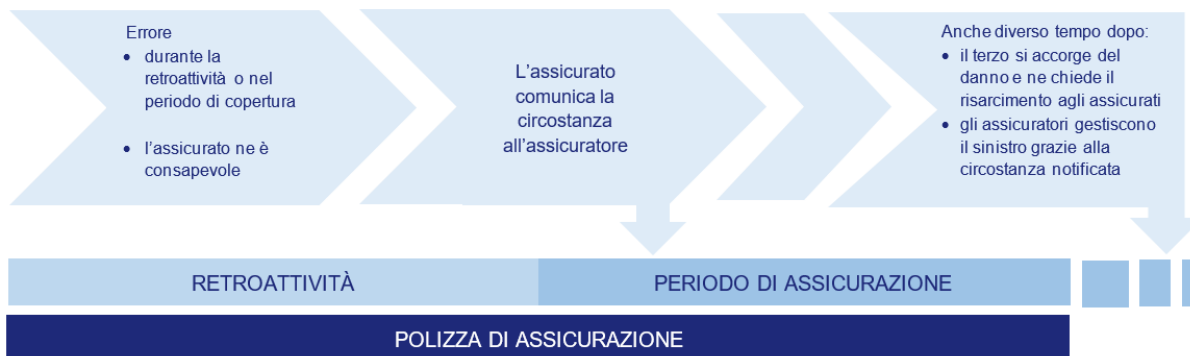 Errore
• durante la
retroattività o nel
periodo di copertura
• l'assicurato ne è
consapevole
L'assicurato
comunica la
circostanza
all'assicuratore
Anche diverso tempo dopo:
• il terzo si accorge del
danno e ne chiede il
risarcimento agli assicurati
• gli assicuratori gestiscono
il sinistro grazie alla
circostanza notificata
RETROATTIVITÀ
PERIODO DI ASSICURAZIONE
POLIZZA DI ASSICURAZIONE